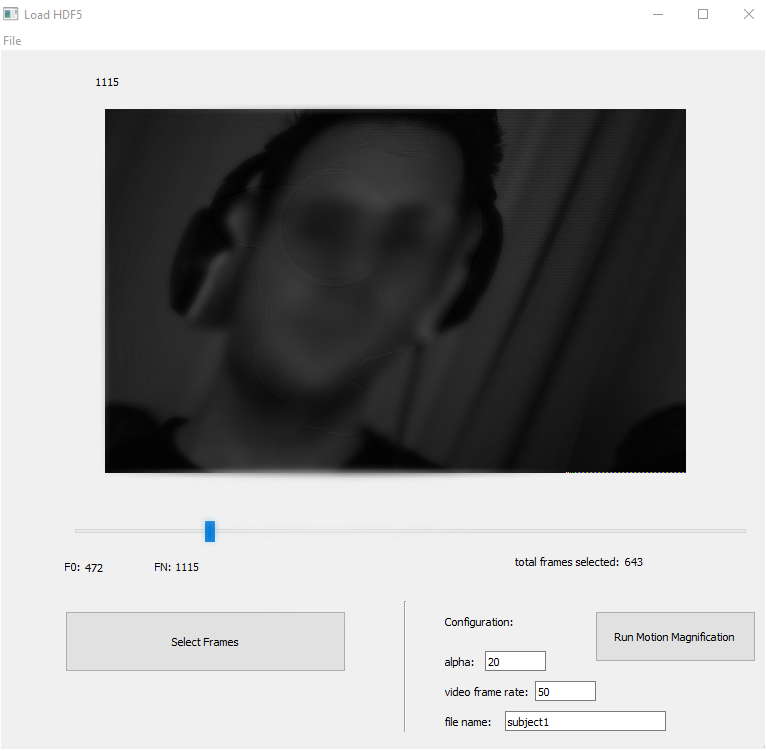 Load HDF5
File
1115
F0: 472 FN: 1115 total frames selected: 643
Select Frames
Configuration:
Run Motion Magnification
alpha: 20
video frame rate: 50
file name: subject1